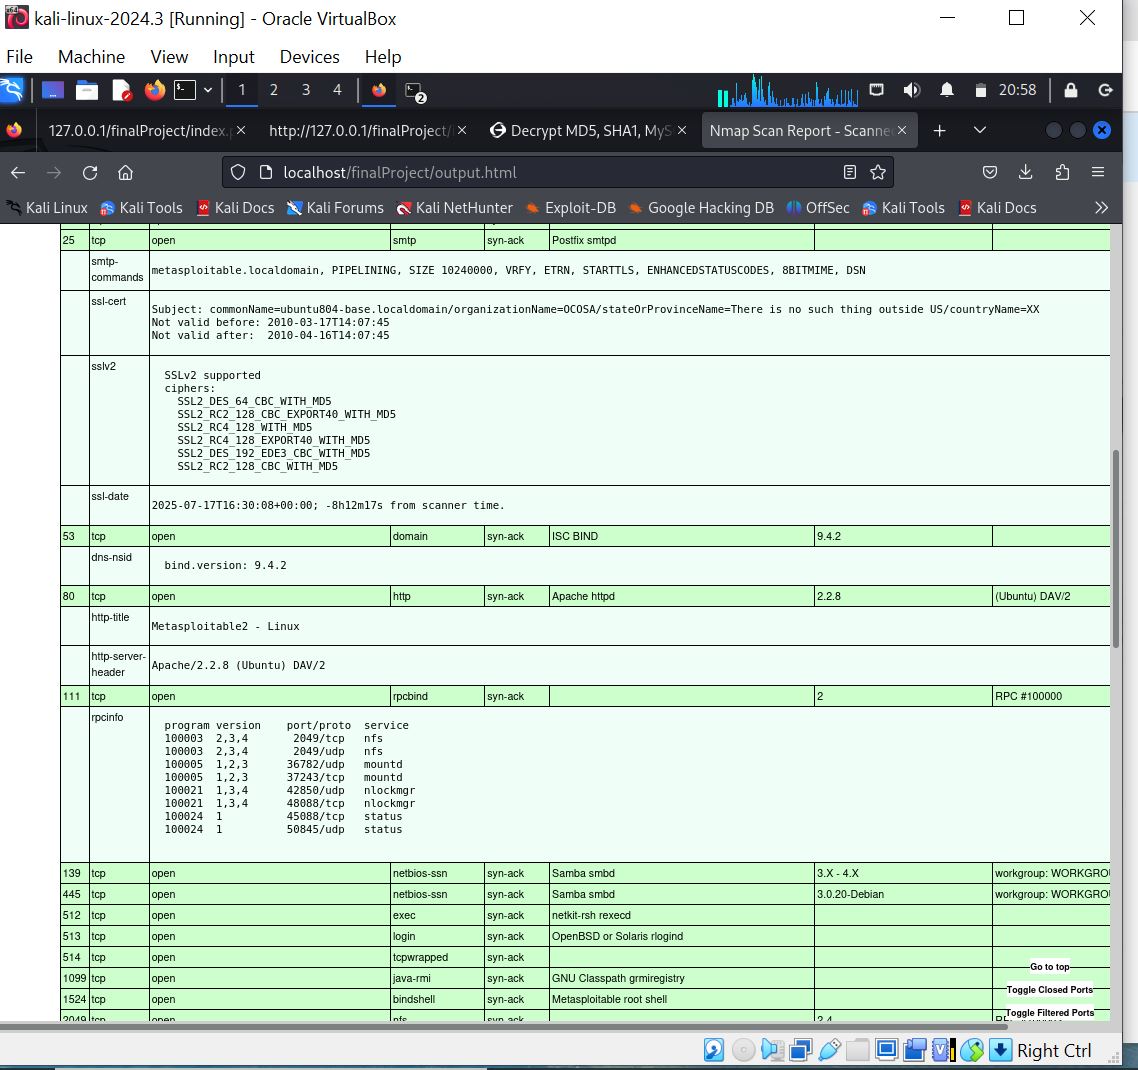 kali-linux-2024.3 [Running] - Oracle VirtualBox
File Machine View Input Devices Help
1 2 3 4 2 20:58
127.0.0.1/finalProject/index. http://127.0.0.1/finalProject/ Decrypt MD5, SHA1, MyS Nmap Scan Report - Scanne
localhost/finalProject/output.html
Kali Linux Kali Tools Kali Docs Kali Forums Kali NetHunter Exploit-DB Google Hacking DB OffSec Kali Tools Kali Docs
25 tcp open smtp syn-ack Postfix smtpd
smtp-commands metasploitable.localdomain, PIPELINING, SIZE 10240000, VRFY, ETRN, STARTTLS, ENHANCEDSTATUSCODES, 8BITMIME, DSN
ssl-cert
Subject: commonName=ubuntu804-base.localdomain/organizationName=OCOSA/stateOrProvinceName=There is no such thing outside US/countryName=XX
Not valid before: 2010-03-17T14:07:45
Not valid after:  2010-04-16T14:07:45
sslv2
SSLv2 supported
ciphers:
SSL2_DES_64_CBC_WITH_MD5
SSL2_RC2_128_CBC_EXPORT40_WITH_MD5
SSL2_RC4_128_WITH_MD5
SSL2_RC4_128_EXPORT40_WITH_MD5
SSL2_DES_192_EDE3_CBC_WITH_MD5
SSL2_RC2_128_CBC_WITH_MD5
ssl-date
2025-07-17T16:30:08+00:00; -8h12m17s from scanner time.
53 tcp open domain syn-ack ISC BIND 9.4.2
dns-nsid
bind.version: 9.4.2
80 tcp open http syn-ack Apache httpd 2.2.8 (Ubuntu) DAV/2
http-title
Metasploitable2 - Linux
http-server-header Apache/2.2.8 (Ubuntu) DAV/2
111 tcp open rpcbind syn-ack 2 RPC #100000
rpcinfo
program version port/proto service
100003 2,3,4 2049/tcp nfs
100003 2,3,4 2049/udp nfs
100005 1,2,3 36782/udp mountd
100005 1,2,3 37243/tcp mountd
100021 1,3,4 42850/udp nlockmgr
100021 1,3,4 48088/tcp nlockmgr
100024 1 45088/tcp status
100024 1 50845/udp status
139 tcp open netbios-ssn syn-ack Samba smbd 3.X - 4.X workgroup: WORKGRO
445 tcp open netbios-ssn syn-ack Samba smbd 3.0.20-Debian workgroup: WORKGRO
512 tcp open exec syn-ack netkit-rsh rexecd
513 tcp open login syn-ack OpenBSD or Solaris rlogind
514 tcp open tcpwrapped syn-ack
Go to top
1099 tcp open java-rmi syn-ack GNU Classpath grmiregistry
Toggle Closed Ports
1524 tcp open bindshell syn-ack Metasploitable root shell
Toggle Filtered Ports
2049 tcp open nfs syn-ack 2-4
Right Ctrl